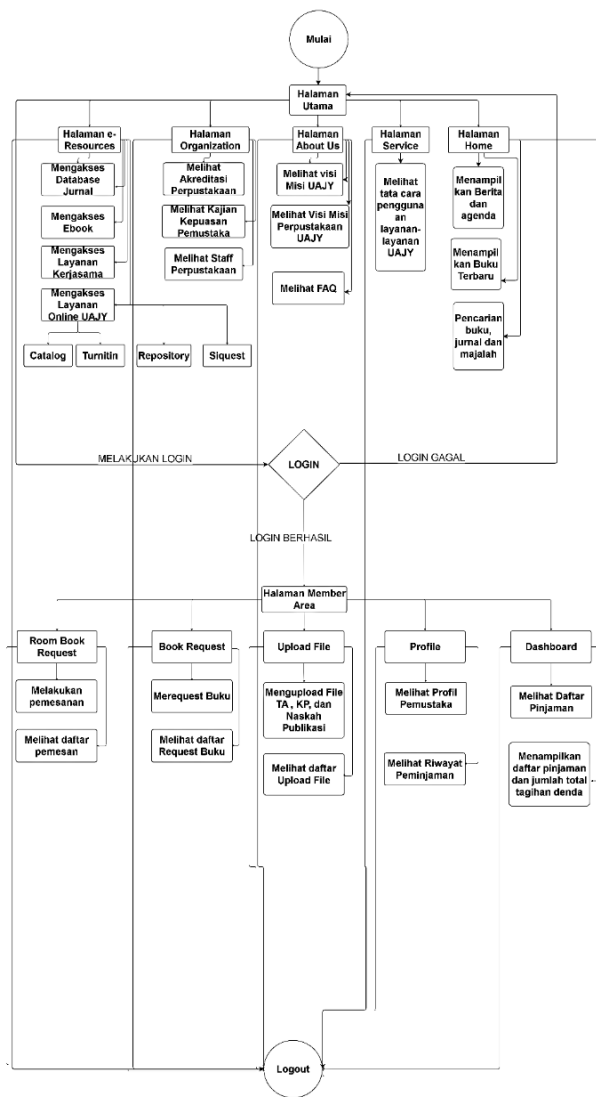 Mulai
Halaman
Utama
Halaman e-
Resources
Halaman
Organization
Halaman
About Us
Halaman
Service
Halaman
Home
Mengakses
Database
Jurnal
Melihat
Akreditasi
Perpustakaan
Melihat visi
Misi UAJY
Melihat
tata cara
penggguna
an
layanan-
layanan
UAJY
Menampil
kan Berita
dan
agenda
Mengakses
Ebook
Melihat Kajian
Kepuasan
Pemustaka
Melihat Visi Misi
Perpustakaan
UAJY
Mengakses
Layanan
Kerjasama
Melihat Staff
Perpustakaan
Melihat FAQ
Menampil
kan Buku
Terbaru
Mengakses
Layanan
Online UAJY
Pencarian
buku,
jurnal dan
majalah
Catalog
Turnitin
Repository
Siquest
MELAKUKAN LOGIN
LOGIN
LOGIN GAGAL
LOGIN BERHASIL
Halaman Member
Area
Room Book
Request
Book Request
Upload File
Profile
Dashboard
Melakukan
pemesanan
Merequest Buku
Mengupload File
TA , KP, dan
Naskah
Publikasi
Melihat Profil
Pemustaka
Melihat Daftar
Pinjaman
Melihat daftar
pemesan
Melihat daftar
Request Buku
Melihat daftar
Upload File
Melihat Riwayat
Peminjaman
Menampilkan
daftar pinjaman
dan jumlah total
tagihan denda
Logout